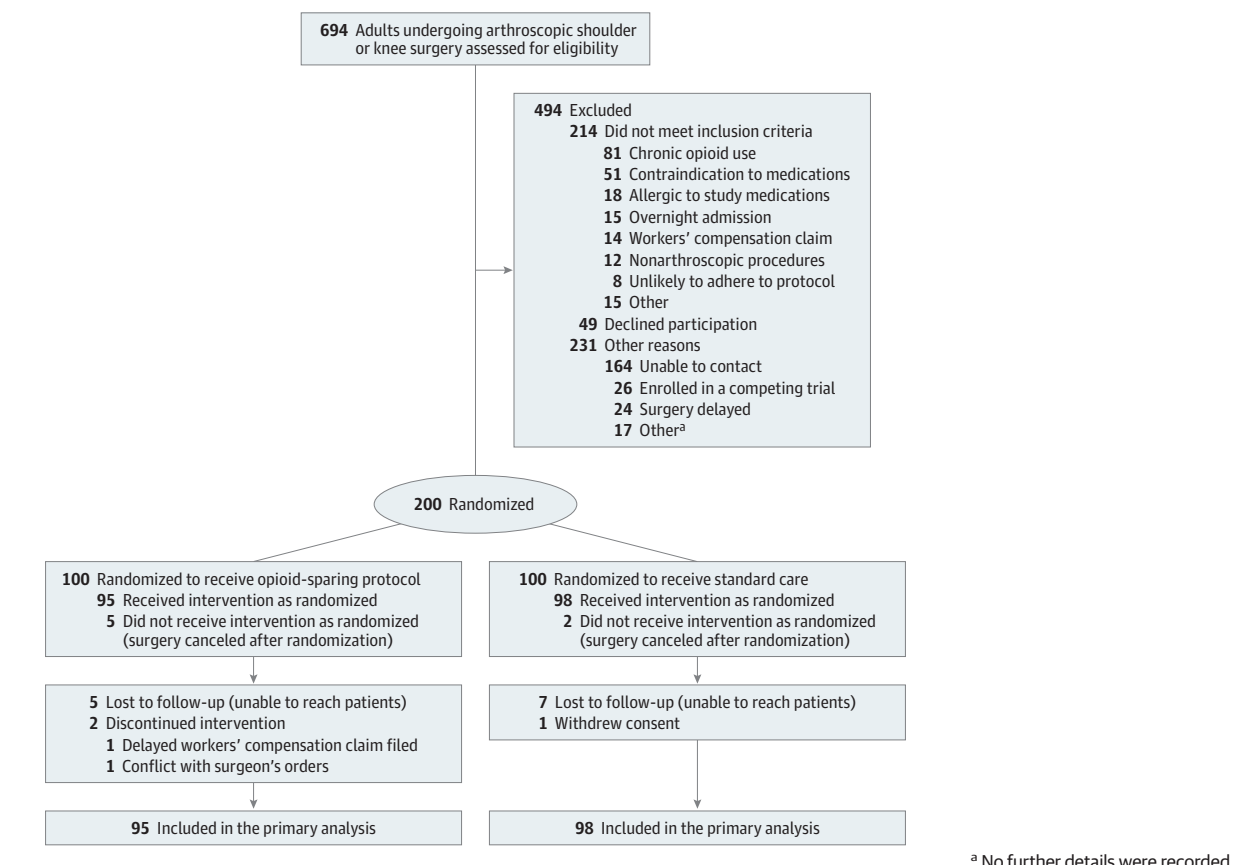 694 Adults undergoing arthroscopic shoulder
or knee surgery assessed for eligibility
494 Excluded
214 Did not meet inclusion criteria
81 Chronic opioid use
51 Contraindication to medications
18 Allergic to study medications
15 Overnight admission
14 Workers' compensation claim
12 Nonarthroscopic procedures
8 Unlikely to adhere to protocol
15 Other
49 Declined participation
231 Other reasons
164 Unable to contact
26 Enrolled in a competing trial
24 Surgery delayed
17 Otherᵃ
200 Randomized
100 Randomized to receive opioid-sparing protocol
95 Received intervention as randomized
5 Did not receive intervention as randomized
(surgery canceled after randomization)
100 Randomized to receive standard care
98 Received intervention as randomized
2 Did not receive intervention as randomized
(surgery canceled after randomization)
5 Lost to follow-up (unable to reach patients)
2 Discontinued intervention
1 Delayed workers' compensation claim filed
1 Conflict with surgeon's orders
7 Lost to follow-up (unable to reach patients)
1 Withdrew consent
95 Included in the primary analysis
98 Included in the primary analysis
ᵃ No further details were recorded